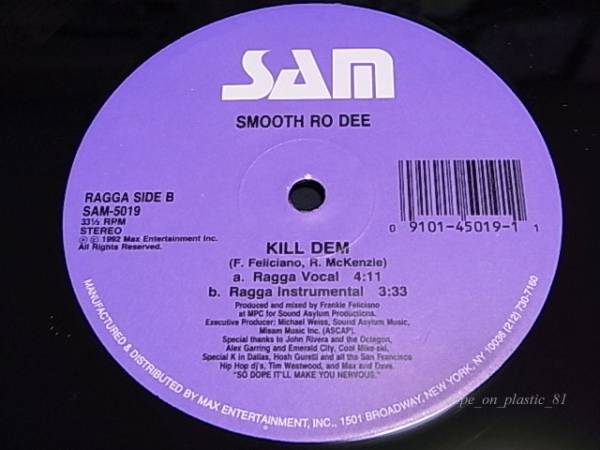 SAM
SMOOTH RO DEE
RAGGA SIDE B
SAM-5019
33⅓ RPM
STEREO
℗ © 1992 Max Entertainment Inc.
All Rights Reserved.
0 9101-45019-1 1
KILL DEM
(F. Feliciano, R. McKenzie)
a. Ragga Vocal 4:11
b. Ragga Instrumental 3:33
Produced and mixed by Frankie Feliciano
at MPC for Sound Asylum Productions.
Executive Producer: Michael Weiss, Sound Asylum Music,
Misam Music Inc. (ASCAP).
Special thanks to John Rivera and the Octagon,
Alex Garring and Emerald City, Cool Mike-ski,
Special K in Dallas, Hosh Gureli and all the San Francisco
Hip Hop dj's, Tim Westwood, and Max and Dave.
"SO DOPE IT'LL MAKE YOU NERVOUS."
MANUFACTURED & DISTRIBUTED BY MAX ENTERTAINMENT, INC., 1501 BROADWAY, NEW YORK, NY 10036 (212) 730-7160
pe_on_plastic_81